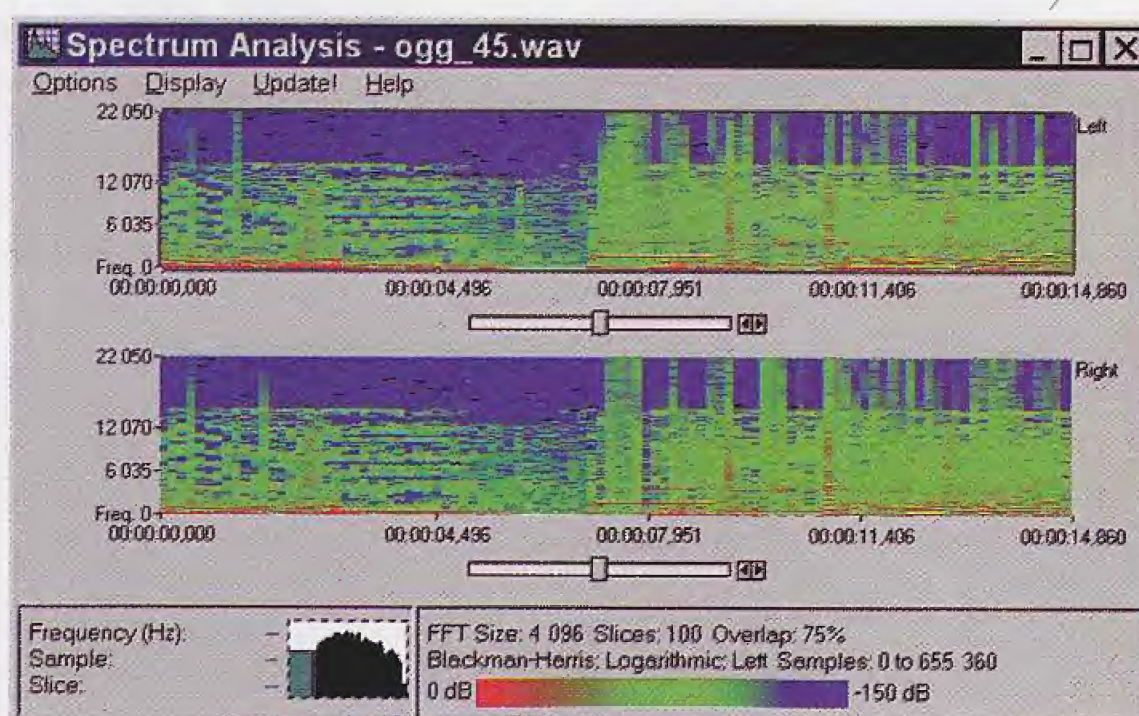 Spectrum Analysis - ogg_45.wav
Options Display Update! Help
22 050
Left
12 070
6 035
Freq. 0
00:00:00,000 00:00:04,496 00:00:07,951 00:00:11,406 00:00:14,860
22 050
Right
12 070
6 035
Freq. 0
00:00:00,000 00:00:04,496 00:00:07,951 00:00:11,406 00:00:14,860
Frequency (Hz): --
Sample: --
Slice: --
FFT Size: 4 096 Slices: 100 Overlap: 75%
Blackman-Harris; Logarithmic; Left Samples: 0 to 655 360
0 dB -150 dB